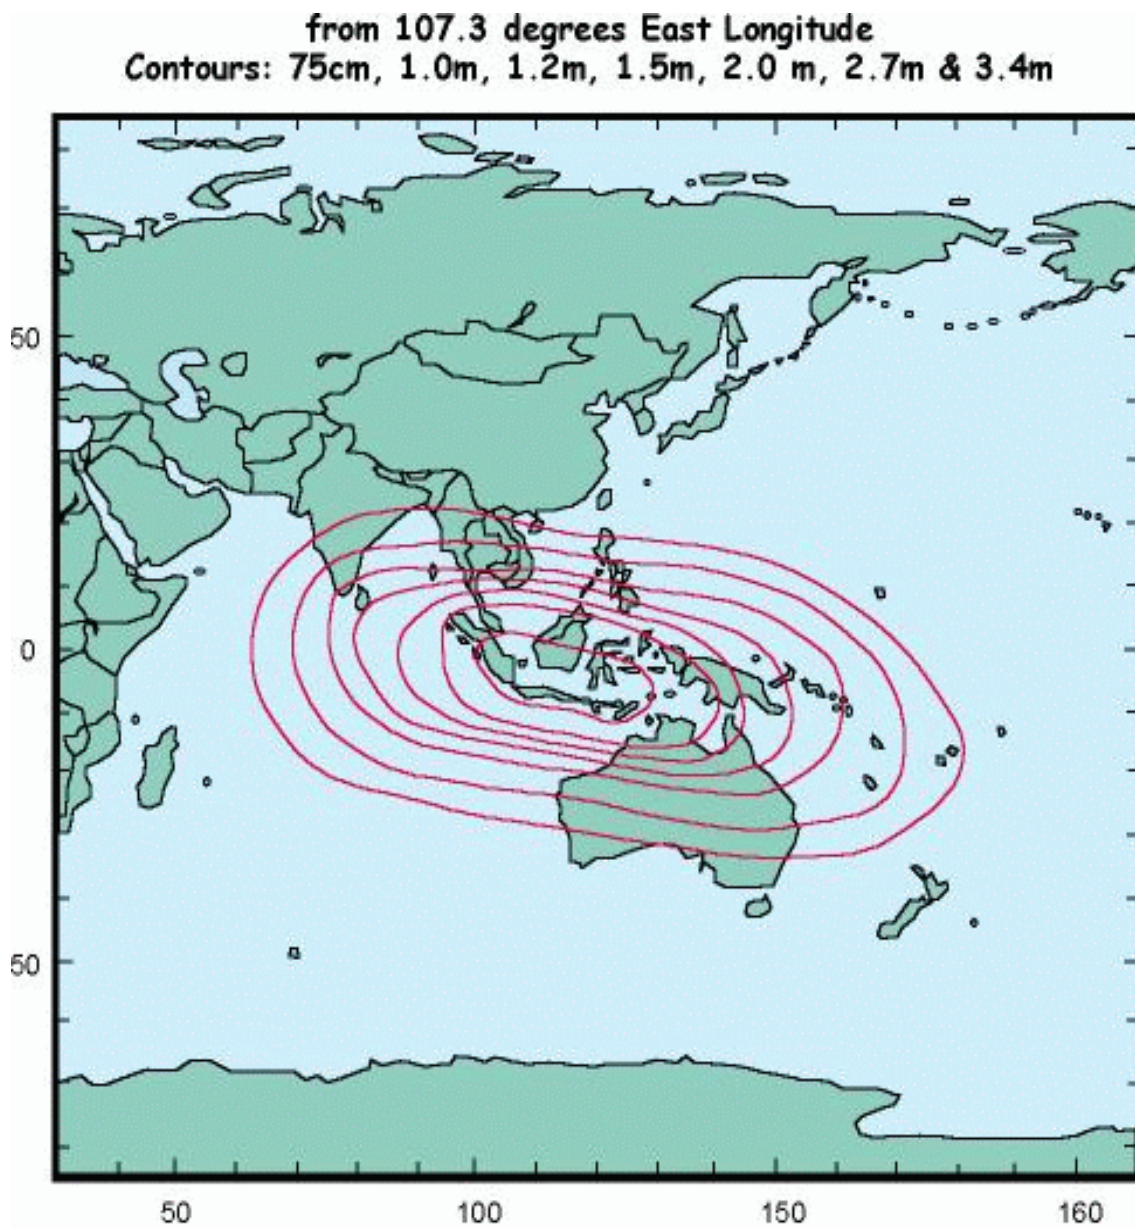 from 107.3 degrees East Longitude
Contours: 75cm, 1.0m, 1.2m, 1.5m, 2.0 m, 2.7m & 3.4m
50
0
50
50 100 150 160